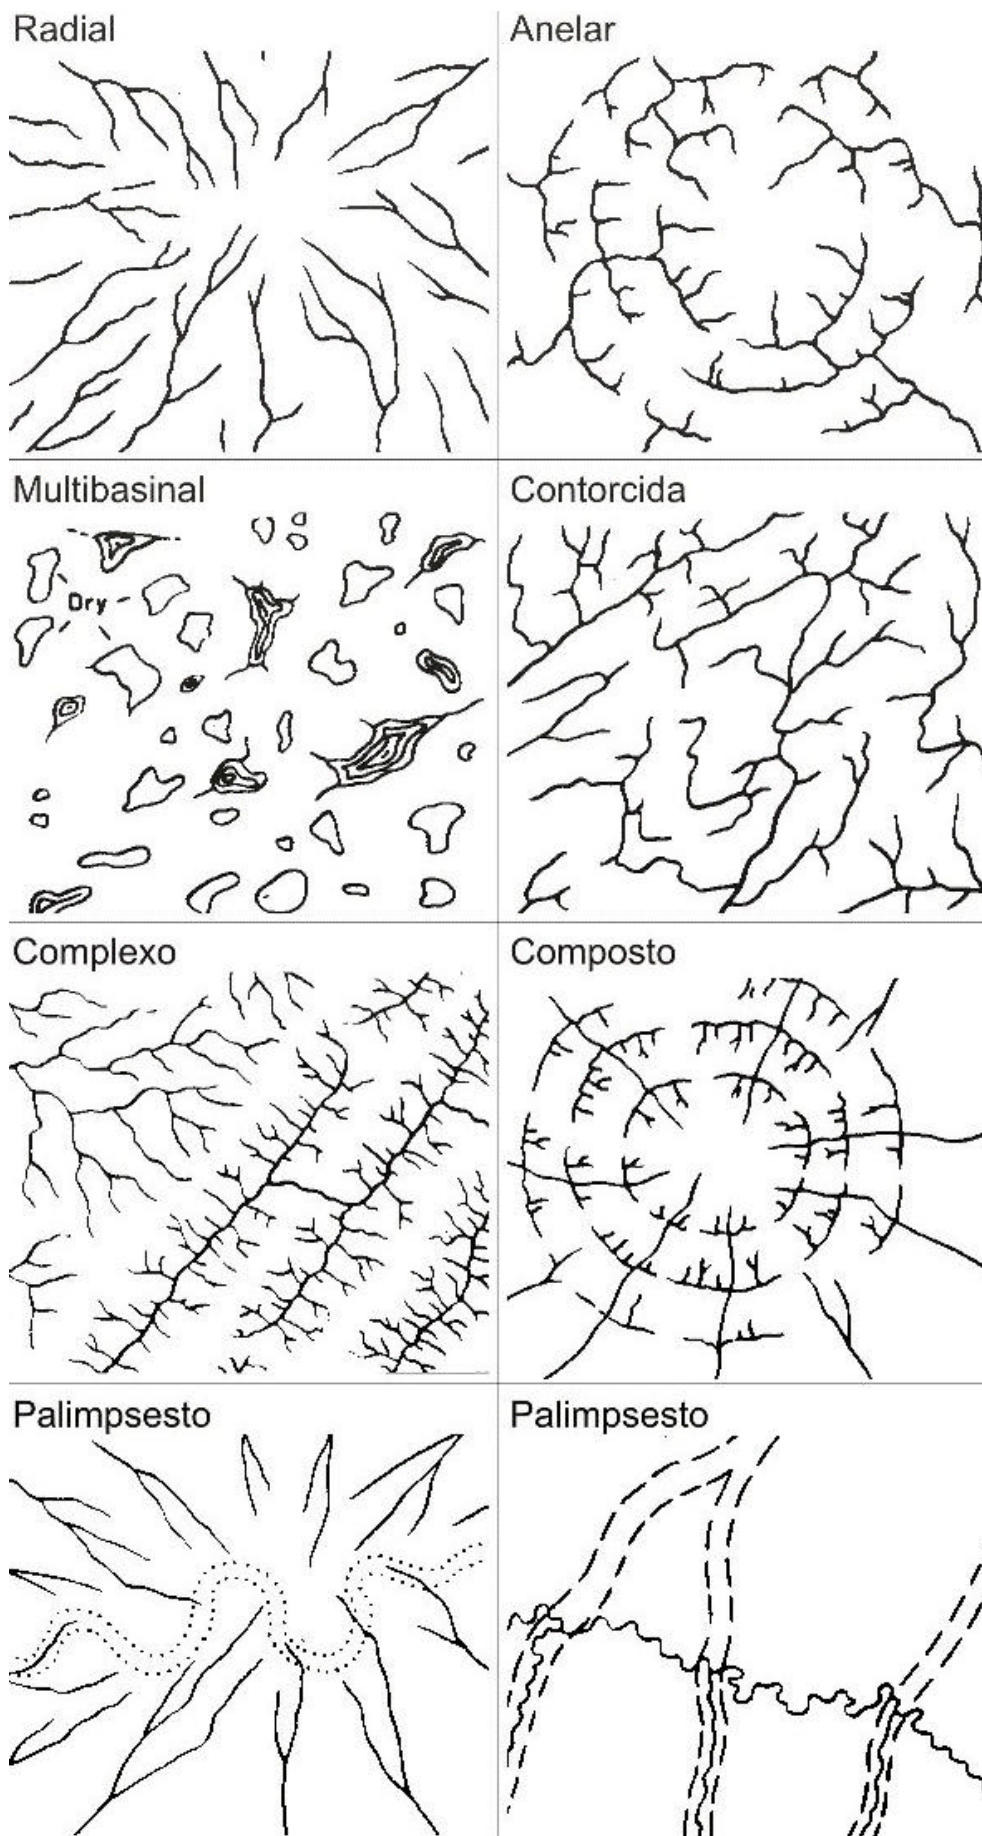 Radial
Anelar
Multibasinal
Dry
Contorcida
Complexo
Composto
Palimpsesto
Palimpsesto